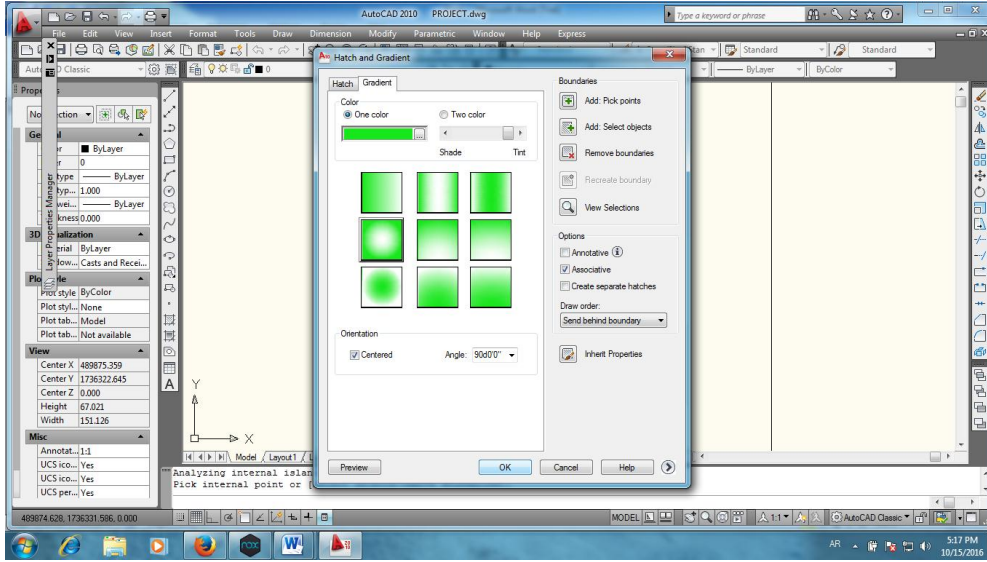 AutoCAD 2010 PROJECT.dwg
Type a keyword or phrase
File Edit View Insert Format Tools Draw Dimension Modify Parametric Window Help Express
Standard
Standard
0
ByLayer
ByColor
Hatch and Gradient
Hatch
Gradient
Color
One color
Two color
Shade
Tint
Orientation
Centered
Angle: 90d0'0"
Preview
OK
Cancel
Help
Boundaries
Add: Pick points
Add: Select objects
Remove boundaries
Recreate boundary
View Selections
Options
Annotative
Associative
Create separate hatches
Draw order:
Send behind boundary
Inherit Properties
Layer Properties Manager
ByLayer
0
ByLayer
1.000
ByLayer
0.000
ByLayer
Casts and Recei...
Plot style ByColor
Plot styl... None
Plot tab... Model
Plot tab... Not available
View
Center X 489875.359
Center Y 1736322.645
Center Z 0.000
Height 67.021
Width 151.126
Misc
Annotat... 1:1
UCS ico... Yes
UCS ico... Yes
UCS per... Yes
Y
X
Model
Layout1
Analyzing internal islan
Pick internal point or [
489874.628, 1736331.586, 0.000
MODEL
A 1:1
AutoCAD Classic
nox
W
AR
5:17 PM
10/15/2016